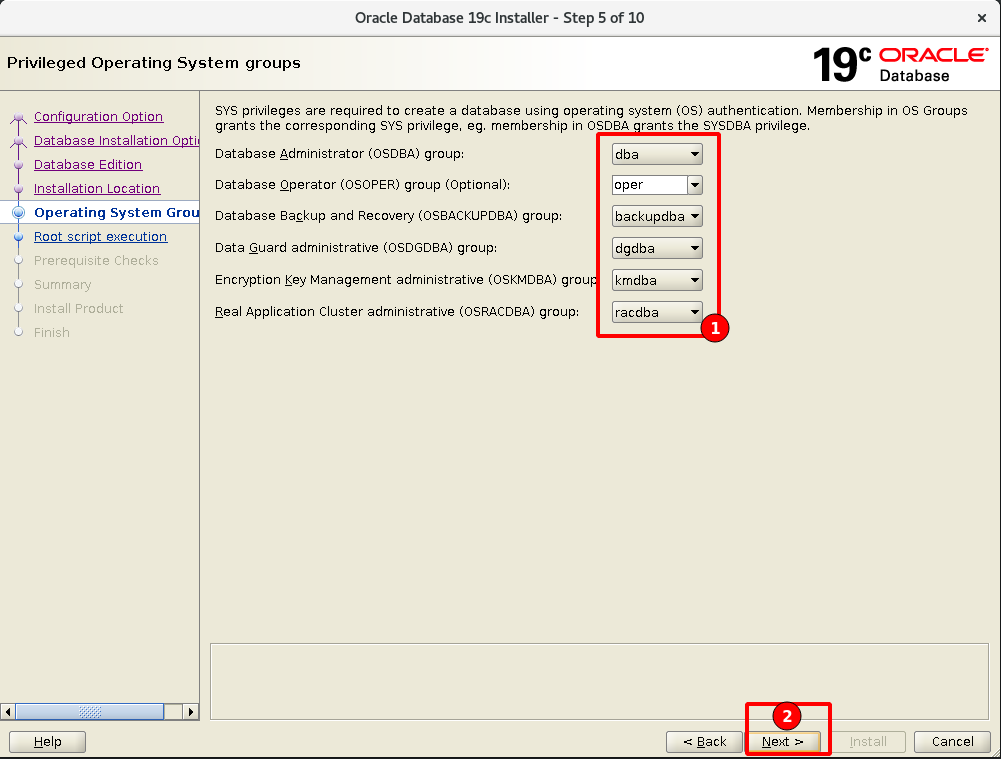 Oracle Database 19c Installer - Step 5 of 10
×
Privileged Operating System groups
19c ORACLE
Database
Configuration Option
Database Installation Opti
Database Edition
Installation Location
Operating System Grou
Root script execution
Prerequisite Checks
Summary
Install Product
Finish
SYS privileges are required to create a database using operating system (OS) authentication. Membership in OS Groups
grants the corresponding SYS privilege, eg. membership in OSDBA grants the SYSDBA privilege.
Database Administrator (OSDBA) group: dba
Database Operator (OSOPER) group (Optional): oper
Database Backup and Recovery (OSBACKUPDBA) group: backupdba
Data Guard administrative (OSDGDBA) group: dgdba
Encryption Key Management administrative (OSKMDBA) group kmdba
Real Application Cluster administrative (OSRACDBA) group: racdba
1
2
Help
< Back
Next >
Install
Cancel